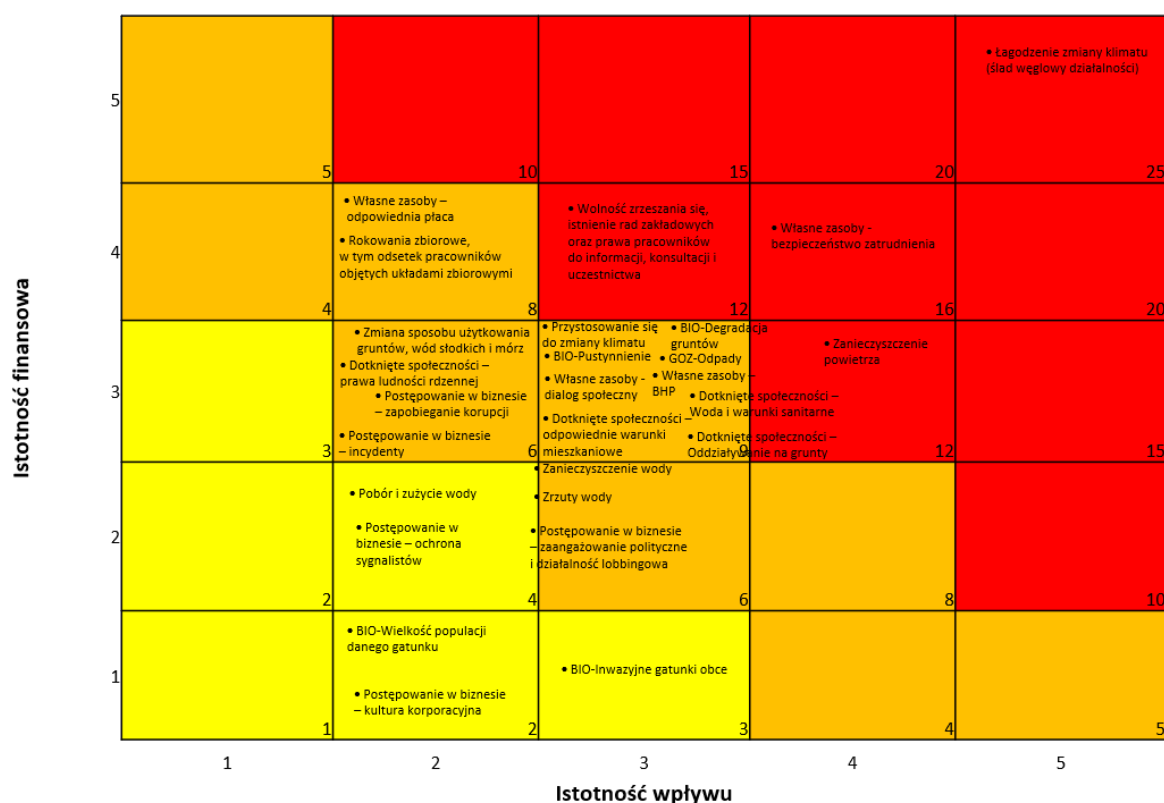 • Łagodzenie zmiany klimatu
(ślad węglowy działalności)
5
5
10
15
20
25
• Własne zasoby –
odpowiednia płaca
• Rokowania zbiorowe,
w tym odsetek pracowników
objętych układami zbiorowymi
• Wolność zrzeszania się,
istnienie rad zakładowych
oraz prawa pracowników
do informacji, konsultacji i
uczestnictwa
• Własne zasoby -
bezpieczeństwo zatrudnienia
4
4
8
12
16
20
• Zmiana sposobu użytkowania
gruntów, wód słodkich i mórz
• Dotknięte społeczności –
prawa ludności rdzennej
• Postępowanie w biznesie
– zapobieganie korupcji
• Postępowanie w biznesie
– incydenty
• Przystosowanie się
do zmiany klimatu
• BIO-Pustynnienie
• Własne zasoby -
dialog społeczny
• Dotknięte społeczności –
odpowiednie warunki
mieszkaniowe
• BIO-Degradacja
gruntów
• GOZ-Odpady
• Własne zasoby –
BHP
• Dotknięte społeczności –
Woda i warunki sanitarne
• Dotknięte społeczności –
Oddziaływanie na grunty
• Zanieczyszczenie
powietrza
3
3
6
9
12
15
• Pobór i zużycie wody
• Postępowanie w
biznesie – ochrona
sygnalistów
• Zanieczyszczenie wody
• Zrzuty wody
• Postępowanie w biznesie
– zaangażowanie polityczne
i działalność lobbingowa
2
2
4
6
8
10
• BIO-Wielkość populacji
danego gatunku
• Postępowanie w biznesie
– kultura korporacyjna
• BIO-Inwazyjne gatunki obce
1
1
2
3
4
5
1
2
3
4
5
Istotność wpływu
Istotność finansowa